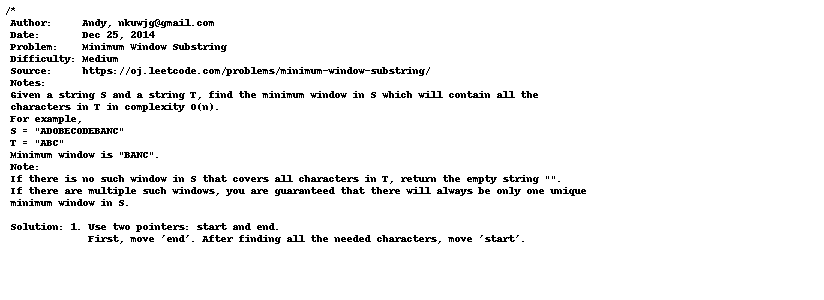 /*
Author: Andy, nkuwjg@gmail.com
Date: Dec 25, 2014
Problem: Minimum Window Substring
Difficulty: Medium
Source: https://oj.leetcode.com/problems/minimum-window-substring/
Notes:
Given a string S and a string T, find the minimum window in S which will contain all the
characters in T in complexity O(n).
For example,
S = "ADOBECODEBANC"
T = "ABC"
Minimum window is "BANC".
Note:
If there is no such window in S that covers all characters in T, return the empty string "".
If there are multiple such windows, you are guaranteed that there will always be only one unique
minimum window in S.
Solution: 1. Use two pointers: start and end.
First, move 'end'. After finding all the needed characters, move 'start'.